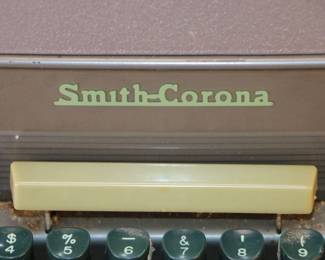 Smith-Corona
$ % – & ' (
4 5 6 7 8 9